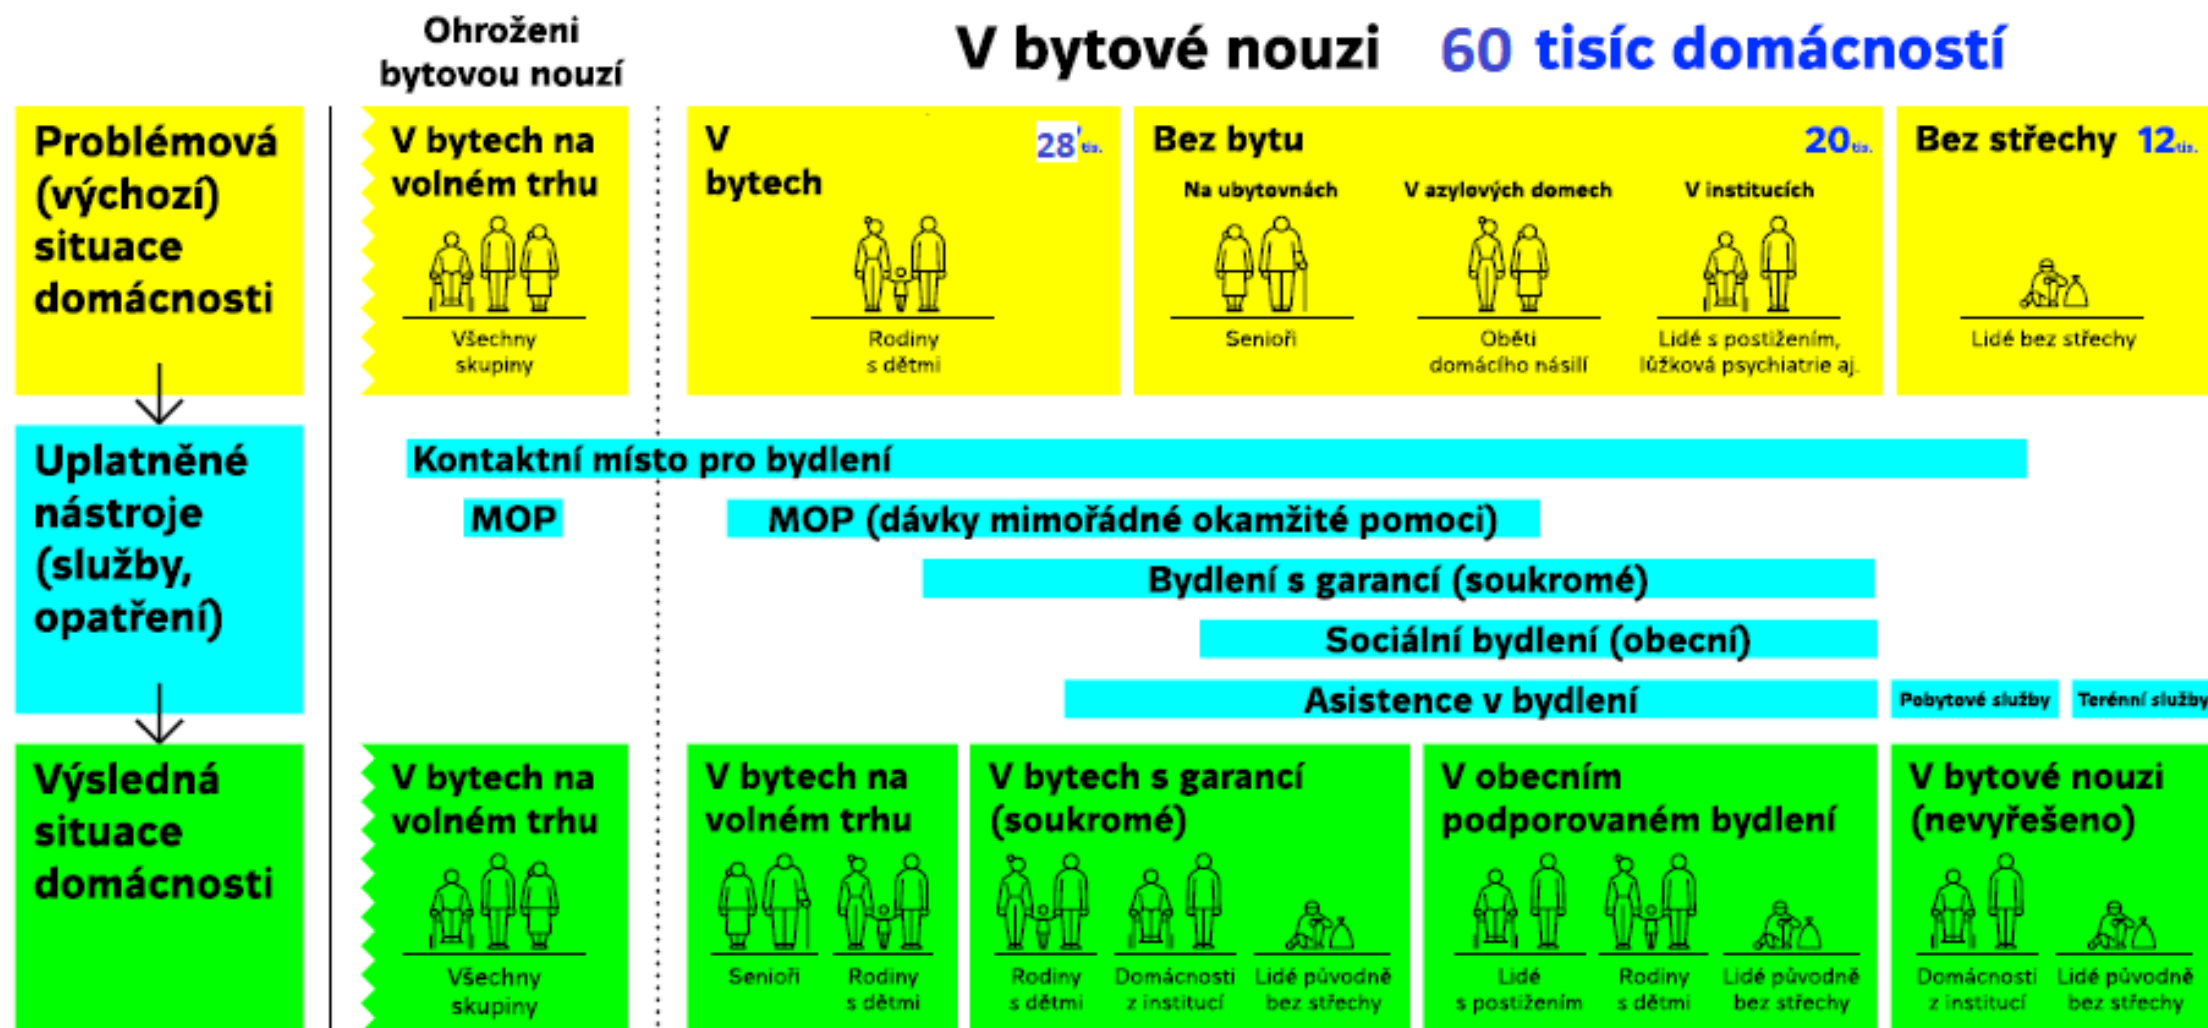 Ohrožení
bytovou nouzí
V bytové nouzi 60 tisíc domácností
Problémová
(výchozí)
situace
domácnosti
V bytech na
volném trhu
Všechny
skupiny
V
bytech
28 tis.
Rodiny
s dětmi
Bez bytu
20 tis.
Na ubytovnách
Senioři
V azylových domech
Oběti
domácího násilí
V institucích
Lidé s postižením,
lůžková psychiatrie aj.
Bez střechy 12 tis.
Lidé bez střechy
Uplatněné
nástroje
(služby,
opatření)
Kontaktní místo pro bydlení
MOP
MOP (dávky mimořádné okamžité pomoci)
Bydlení s garancí (soukromé)
Sociální bydlení (obecní)
Asistence v bydlení
Pobytové služby
Terénní služby
Výsledná
situace
domácnosti
V bytech na
volném trhu
Všechny
skupiny
V bytech na
volném trhu
Senioři
Rodiny
s dětmi
V bytech s garancí
(soukromé)
Rodiny
s dětmi
Domácnosti
z institucí
Lidé původně
bez střechy
V obecním
podporovaném bydlení
Lidé
s postižením
Rodiny
s dětmi
Lidé původně
bez střechy
V bytové nouzi
(nevyřešeno)
Domácnosti
z institucí
Lidé původně
bez střechy